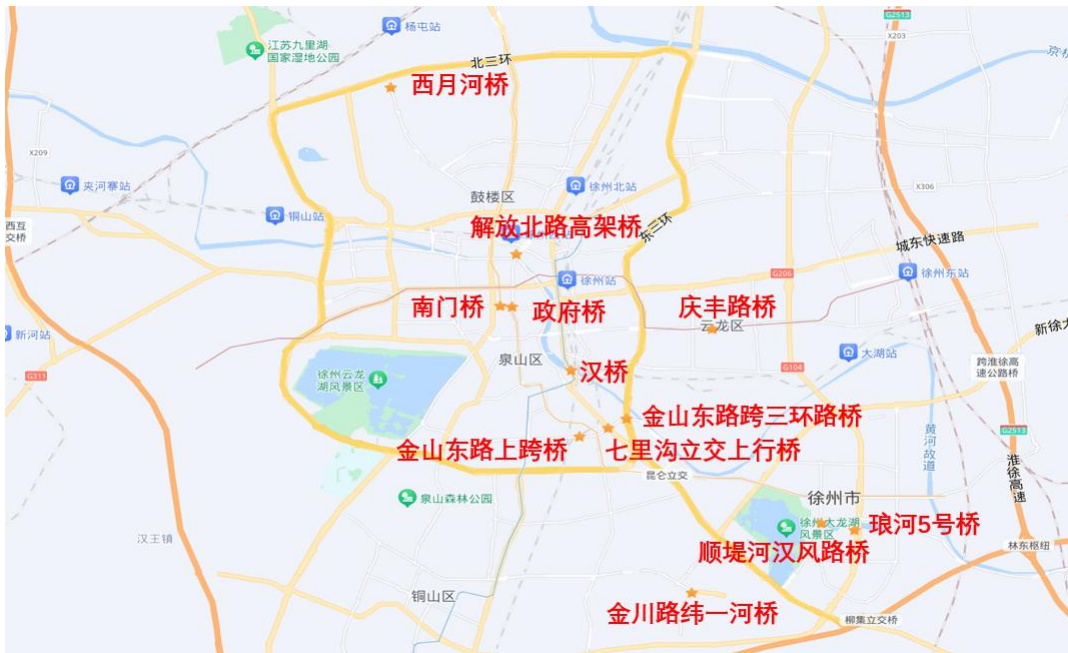 杨屯站
G2513
X203
江苏九里湖
国家湿地公园
北三环
西月河桥
X209
夹河寨站
鼓楼区
徐州北站
X306
铜山站
西互
交桥
解放北路高架桥
东三环
城东快速路
徐州站
G206
徐州东站
南门桥
政府桥
庆丰路桥
云龙区
新河站
新徐大
大湖站
泉山区
跨淮徐高
速公路桥
G311
徐州云龙
湖风景区
汉桥
G104
金山东路跨三环路桥
金山东路上跨桥
七里沟立交上行桥
黄河故道
G2513
淮徐高速
昆仑立交
泉山森林公园
徐州市
徐州大龙湖
风景区
琅河5号桥
汉王镇
顺堤河汉风路桥
林东枢纽
铜山区
金川路纬一河桥
柳集立交桥